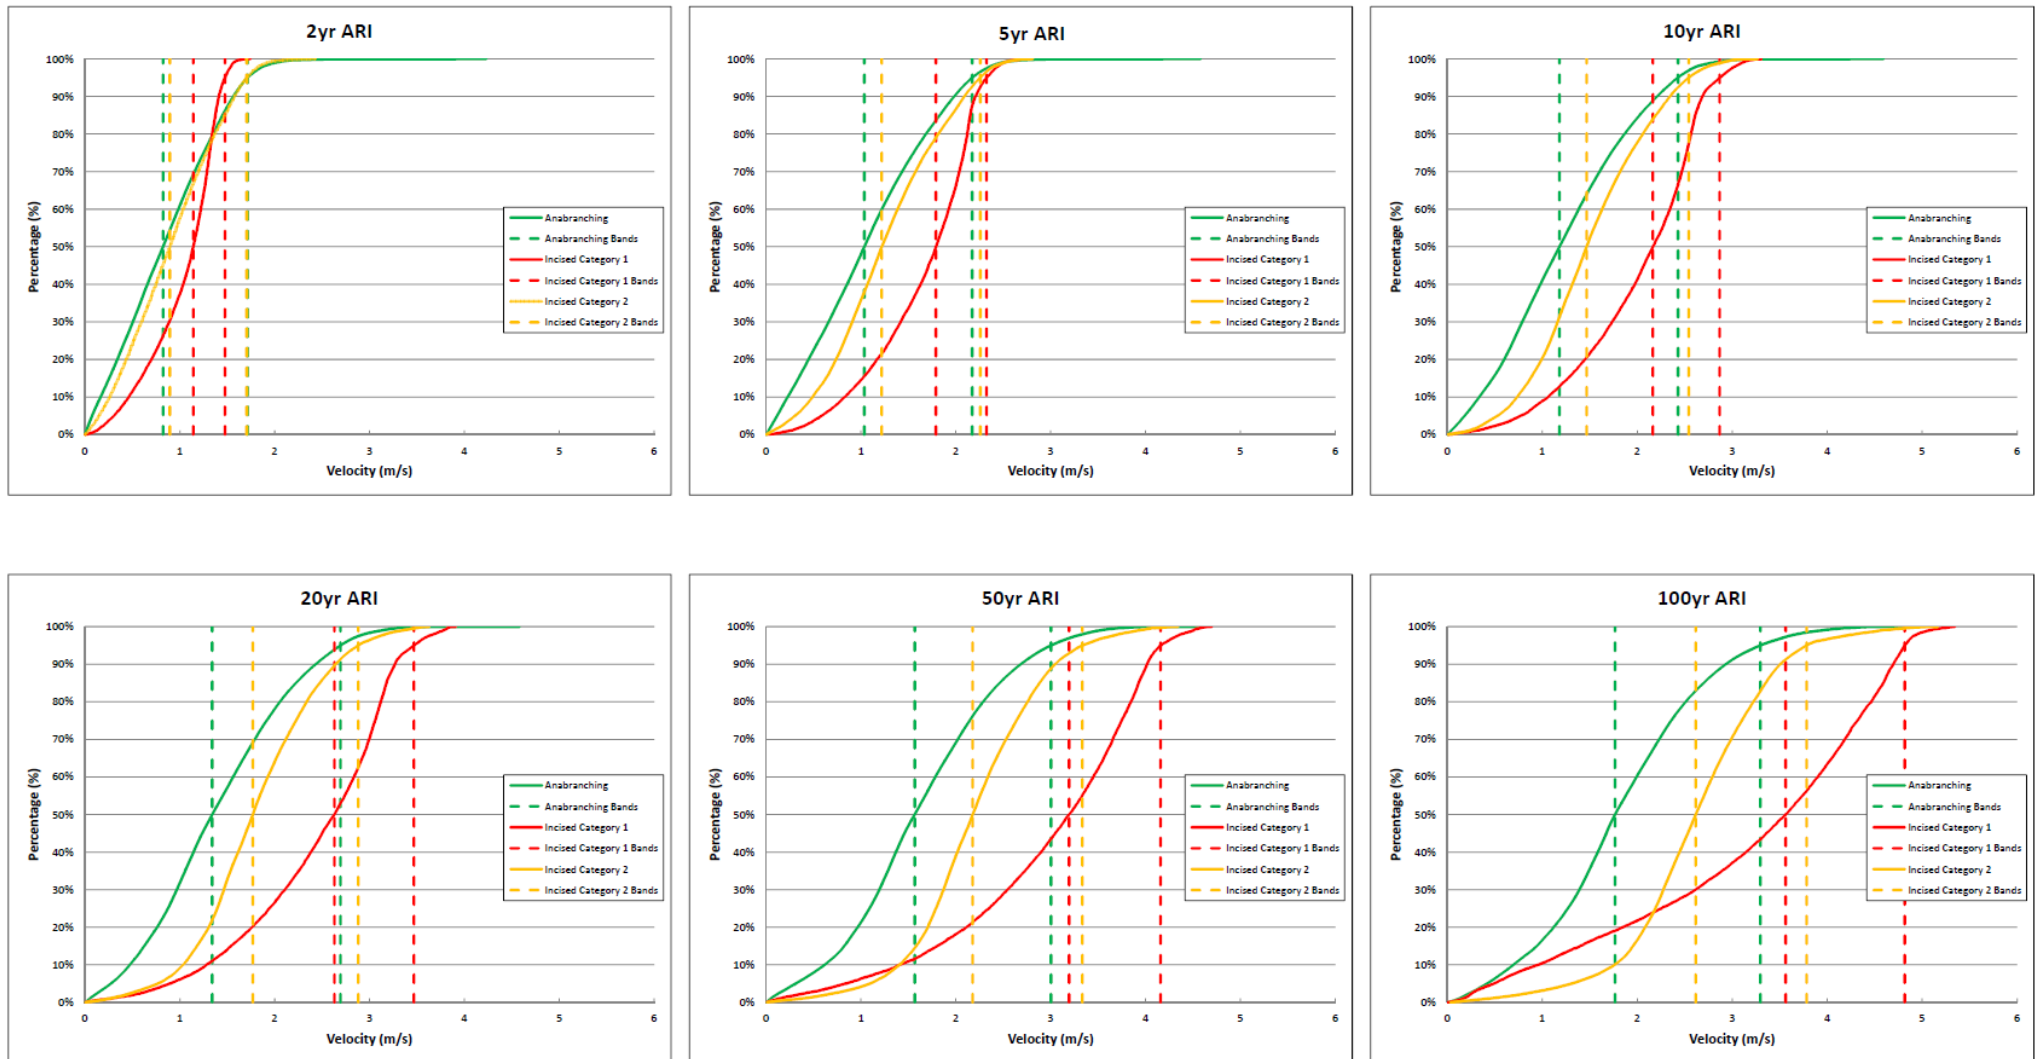 2yr ARI
100%
90%
80%
70%
60%
50%
40%
30%
20%
10%
0%
Percentage (%)
0 1 2 3 4 5 6
Velocity (m/s)
Anabranching
Anabranching Bands
Incised Category 1
Incised Category 1 Bands
Incised Category 2
Incised Category 2 Bands
5yr ARI
100%
90%
80%
70%
60%
50%
40%
30%
20%
10%
0%
Percentage (%)
0 1 2 3 4 5 6
Velocity (m/s)
Anabranching
Anabranching Bands
Incised Category 1
Incised Category 1 Bands
Incised Category 2
Incised Category 2 Bands
10yr ARI
100%
90%
80%
70%
60%
50%
40%
30%
20%
10%
0%
Percentage (%)
0 1 2 3 4 5 6
Velocity (m/s)
Anabranching
Anabranching Bands
Incised Category 1
Incised Category 1 Bands
Incised Category 2
Incised Category 2 Bands
20yr ARI
100%
90%
80%
70%
60%
50%
40%
30%
20%
10%
0%
Percentage (%)
0 1 2 3 4 5 6
Velocity (m/s)
Anabranching
Anabranching Bands
Incised Category 1
Incised Category 1 Bands
Incised Category 2
Incised Category 2 Bands
50yr ARI
100%
90%
80%
70%
60%
50%
40%
30%
20%
10%
0%
Percentage (%)
0 1 2 3 4 5 6
Velocity (m/s)
Anabranching
Anabranching Bands
Incised Category 1
Incised Category 1 Bands
Incised Category 2
Incised Category 2 Bands
100yr ARI
100%
90%
80%
70%
60%
50%
40%
30%
20%
10%
0%
Percentage (%)
0 1 2 3 4 5 6
Velocity (m/s)
Anabranching
Anabranching Bands
Incised Category 1
Incised Category 1 Bands
Incised Category 2
Incised Category 2 Bands